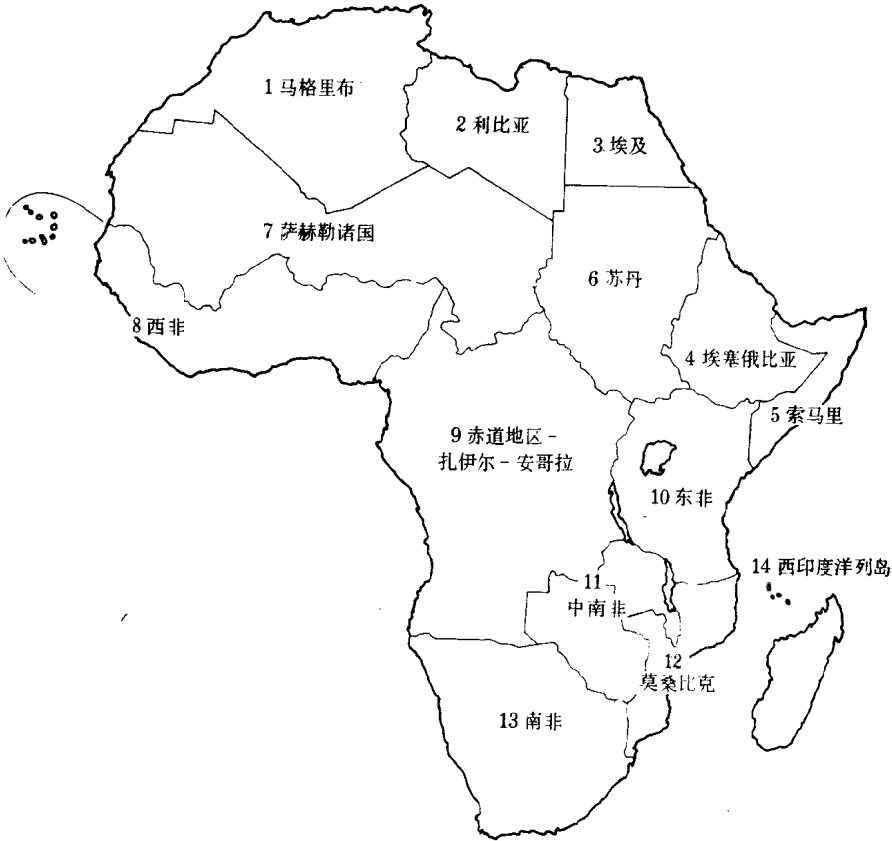 1 马格里布
2 利比亚
3 埃及
7 萨赫勒诸国
6 苏丹
8 西非
4 埃塞俄比亚
5 索马里
9 赤道地区-
扎伊尔-安哥拉
10 东非
14 西印度洋列岛
11
中南非
12
莫桑比克
13 南非